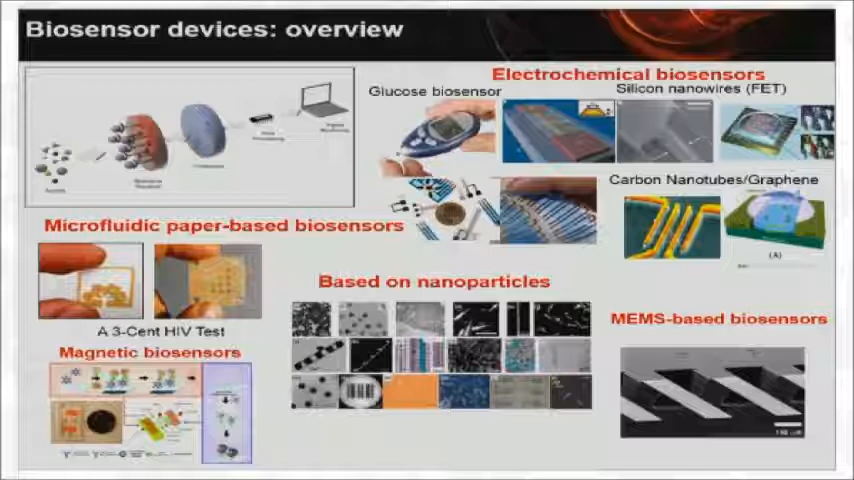 Biosensor devices: overview
Electrochemical biosensors
Glucose biosensor
Silicon nanowires (FET)
Carbon Nanotubes/Graphene
(A)
Microfluidic paper-based biosensors
A 3-Cent HIV Test
Based on nanoparticles
MEMS-based biosensors
Magnetic biosensors